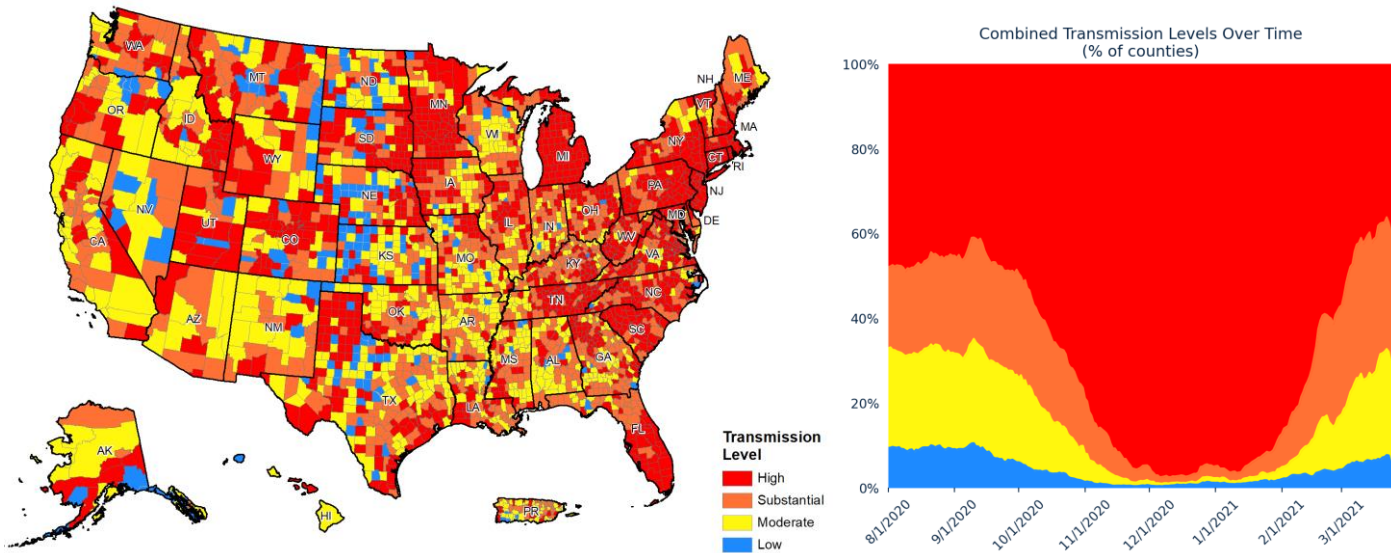 WA
MT
ND
MN
OR
ID
SD
WI
WY
MI
NH
VT
ME
NY
MA
CT
RI
NV
UT
CO
NE
IA
PA
NJ
CA
KS
MO
IL
IN
OH
WV
MD
DE
VA
KY
AZ
NM
OK
AR
TN
NC
SC
TX
LA
MS
AL
GA
FL
AK
HI
PR
Transmission
Level
High
Substantial
Moderate
Low
Combined Transmission Levels Over Time
(% of counties)
100%
80%
60%
40%
20%
0%
8/1/2020
9/1/2020
10/1/2020
11/1/2020
12/1/2020
1/1/2021
2/1/2021
3/1/2021